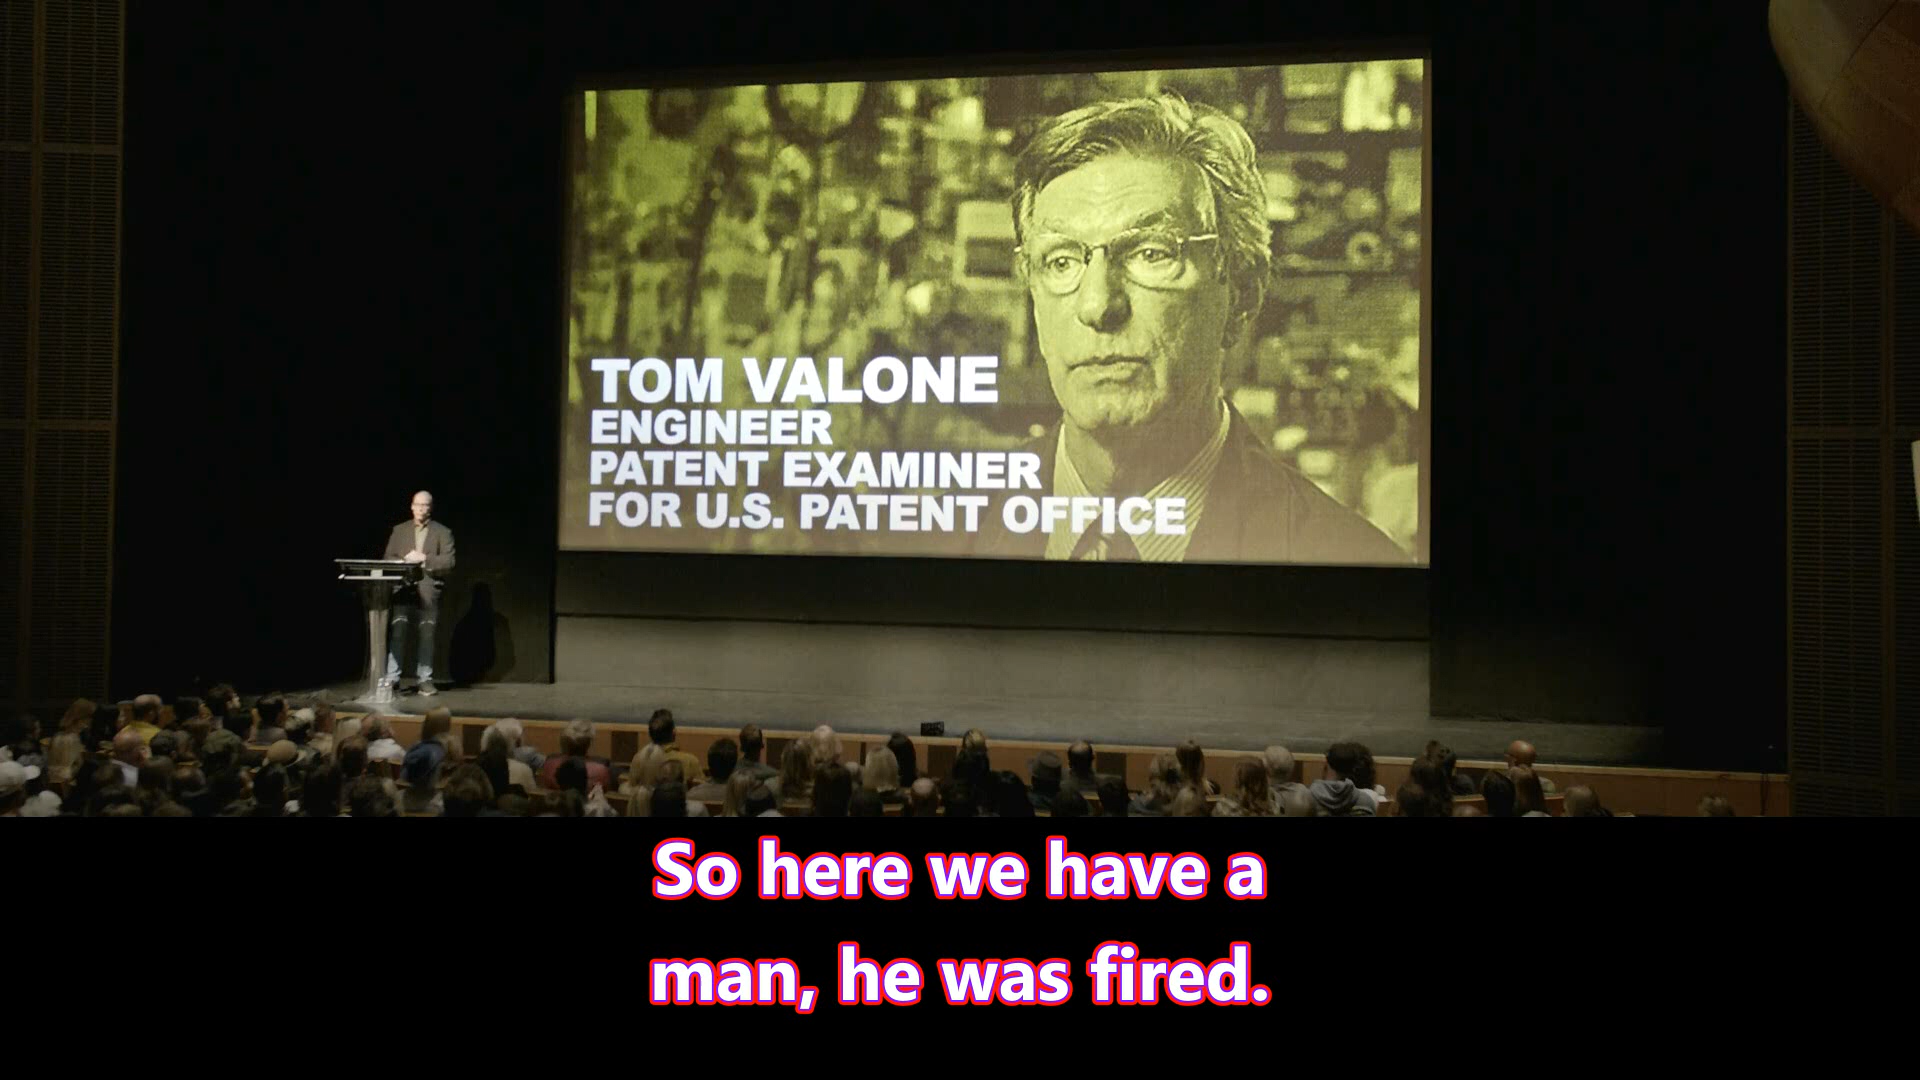 TOM VALONE
ENGINEER
PATENT EXAMINER
FOR U.S. PATENT OFFICE
So here we have a
man, he was fired.